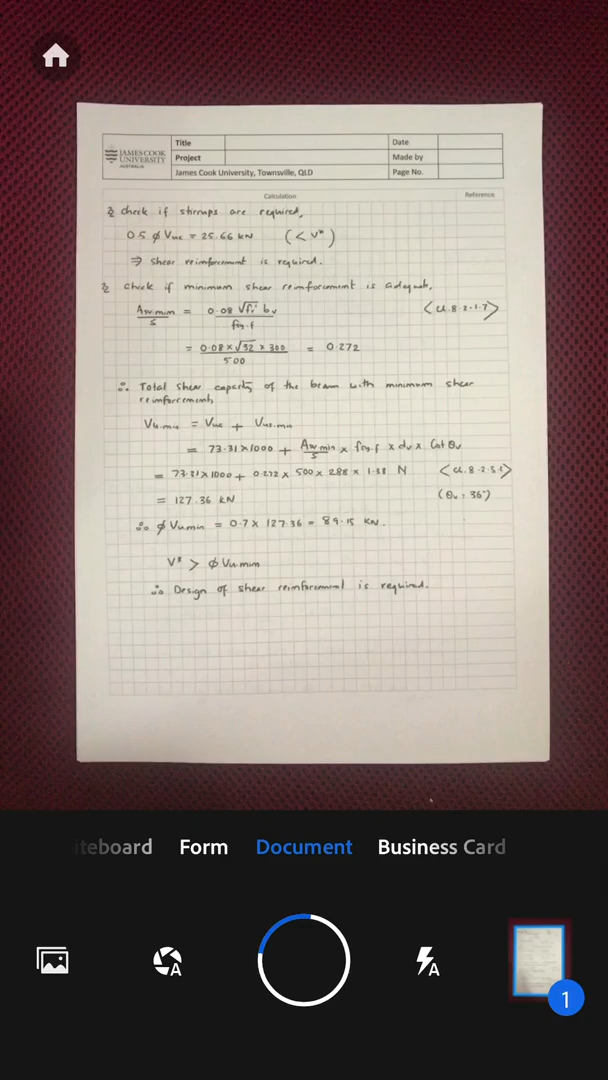 JAMES COOK
UNIVERSITY
AUSTRALIA
Title
Date
Project
Made by
James Cook University, Townsville, QLD
Page No.
Calculation
Reference
check if stirrups are required,
0.5 ϕ Vuc = 25.66 kN (< V*)
⇒ shear reinforcement is required.
check if minimum shear reinforcement is adequate,
Asv.min / s = 0.08 √f'c bv / fsy.f <cl.8.2.1.7>
= 0.08 × √32 × 300 / 500 = 0.272
∴ Total shear capacity of the beam with minimum shear
reinforcement,
Vu.min = Vuc + Vus.min
= 73.31×1000 + Asv.min / s × fsy.f × dv × Cot θv
= 73.31×1000 + 0.272 × 500 × 288 × 1.38 N <cl.8.2.5.2>
= 127.36 kN (θv = 36°)
∴ ϕ Vu.min = 0.7 × 127.36 = 89.15 kN.
V* > ϕ Vu.min
∴ Design of shear reinforcement is required.
iteboard Form Document Business Card
A
A
1